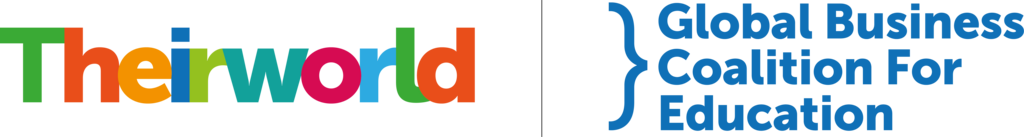 Theirworld
Global Business
Coalition For
Education